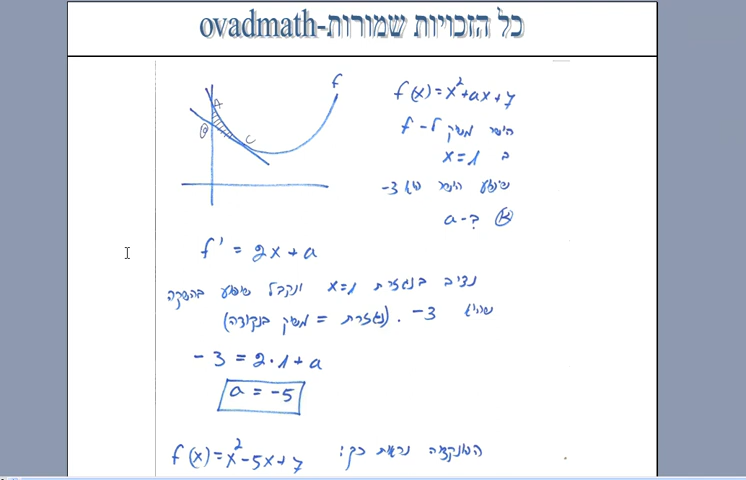 כל הזכויות שמורות-ovadmath
f
A
B
C
f(x)=x²+ax+7
הישר משיק ל-f
ב x=1
שיפוע הישר הוא -3
א a-?
f' = 2x+a
נציב בנגזרת x=1 ונקבל שיפוע בהשקה
שהוא -3. (נגזרת = משיק בנקודה)
-3 = 2·1+a
a = -5
הפונקציה נראית כך: f(x)=x²-5x+7